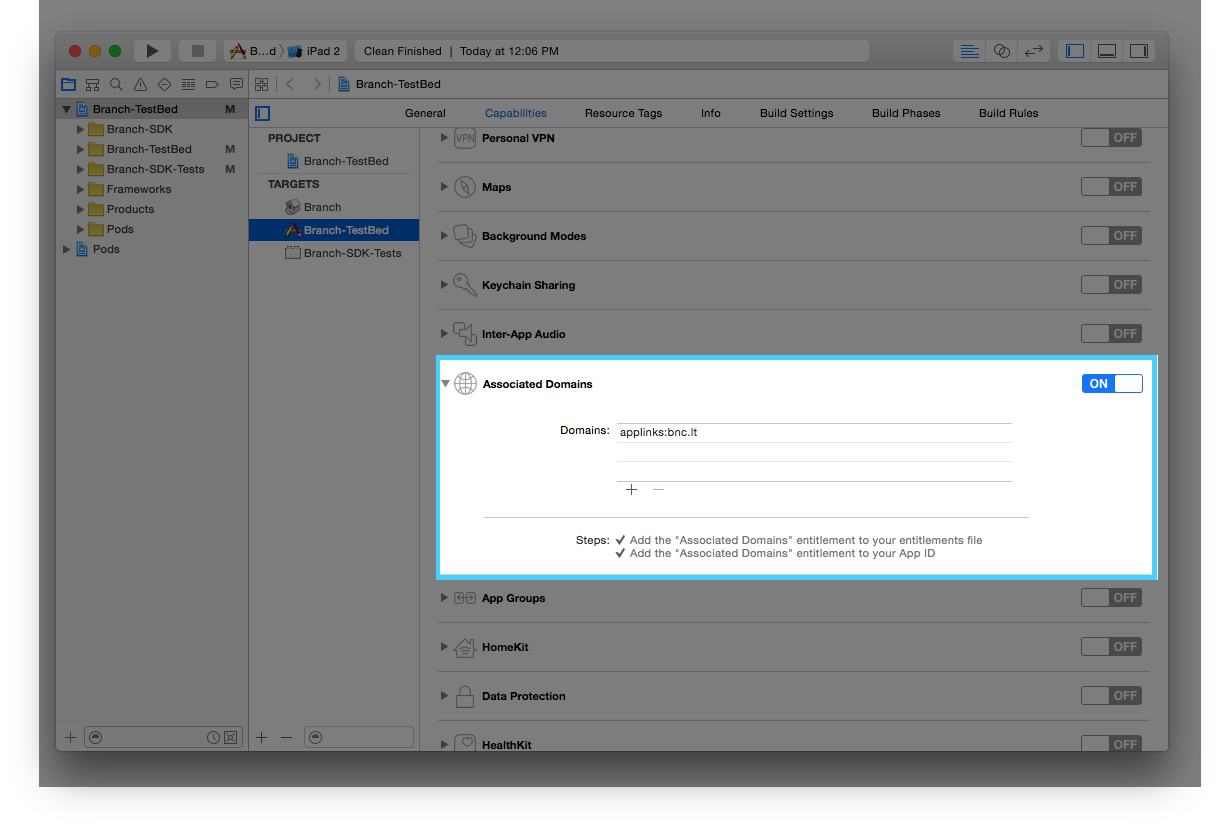 B...d
iPad 2
Clean Finished | Today at 12:06 PM
Branch-TestBed
Branch-TestBed M
Branch-SDK
Branch-TestBed M
Branch-SDK-Tests M
Frameworks
Products
Pods
Pods
General Capabilities Resource Tags Info Build Settings Build Phases Build Rules
PROJECT
Branch-TestBed
TARGETS
Branch
Branch-TestBed
Branch-SDK-Tests
VPN Personal VPN OFF
Maps OFF
Background Modes OFF
Keychain Sharing OFF
Inter-App Audio OFF
Associated Domains ON
Domains: applinks:bnc.lt
Steps: ✔ Add the "Associated Domains" entitlement to your entitlements file
✔ Add the "Associated Domains" entitlement to your App ID
App Groups OFF
HomeKit OFF
Data Protection OFF
HealthKit OFF